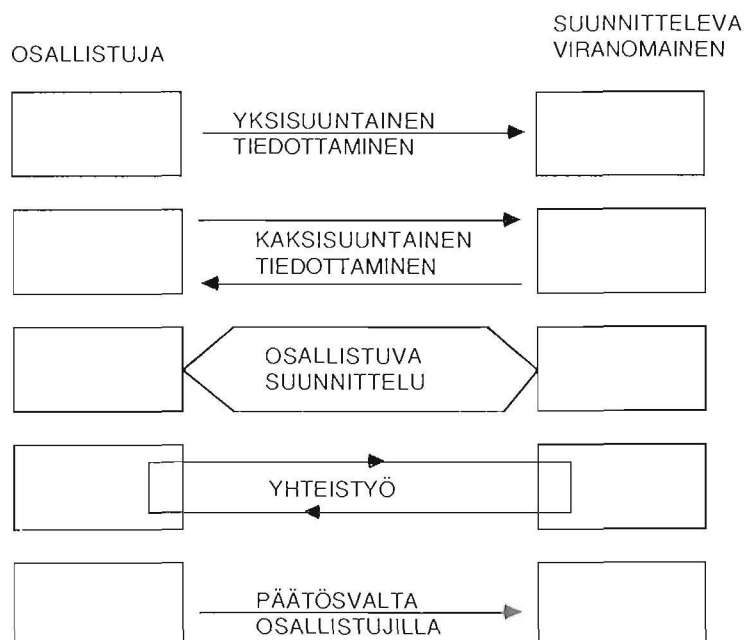 OSALLISTUJA
SUUNNITTELEVA
VIRANOMAINEN
YKSISUUNTAINEN
TIEDOTTAMINEN
KAKSISUUNTAINEN
TIEDOTTAMINEN
OSALLISTUVA
SUUNNITTELU
YHTEISTYÖ
PÄÄTÖSVALTA
OSALLISTUJILLA